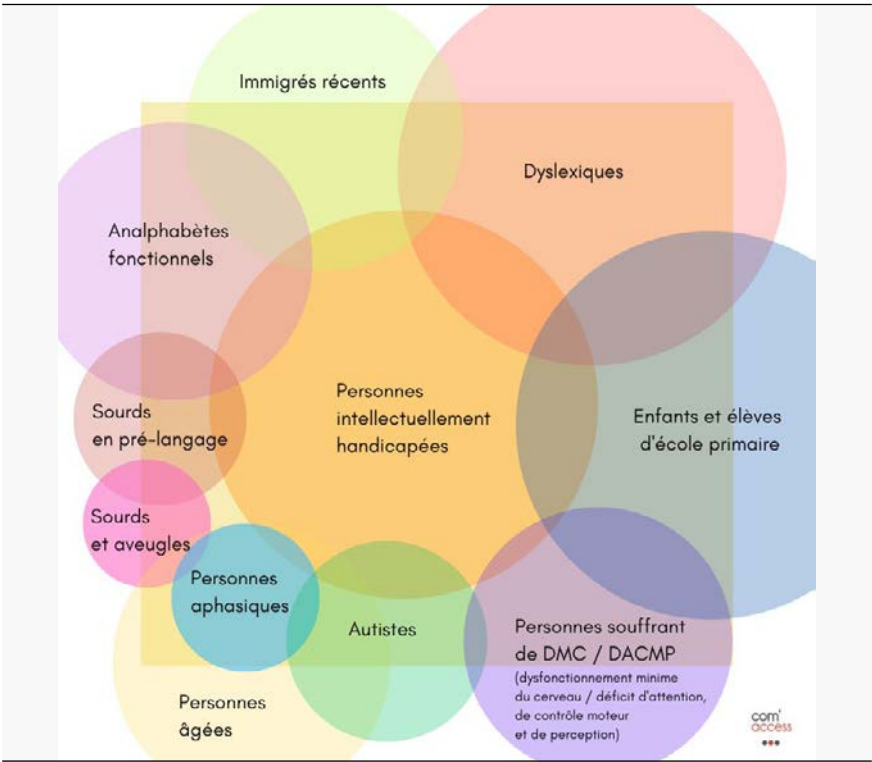 Immigrés récents
Dyslexiques
Analphabètes
fonctionnels
Personnes
intellectuellement
handicapées
Sourds
en pré-langage
Enfants et élèves
d'école primaire
Sourds
et aveugles
Personnes
aphasiques
Autistes
Personnes souffrant
de DMC / DACMP
(dysfonctionnement minime
du cerveau / déficit d'attention,
de contrôle moteur
et de perception)
Personnes
âgées
com'
access